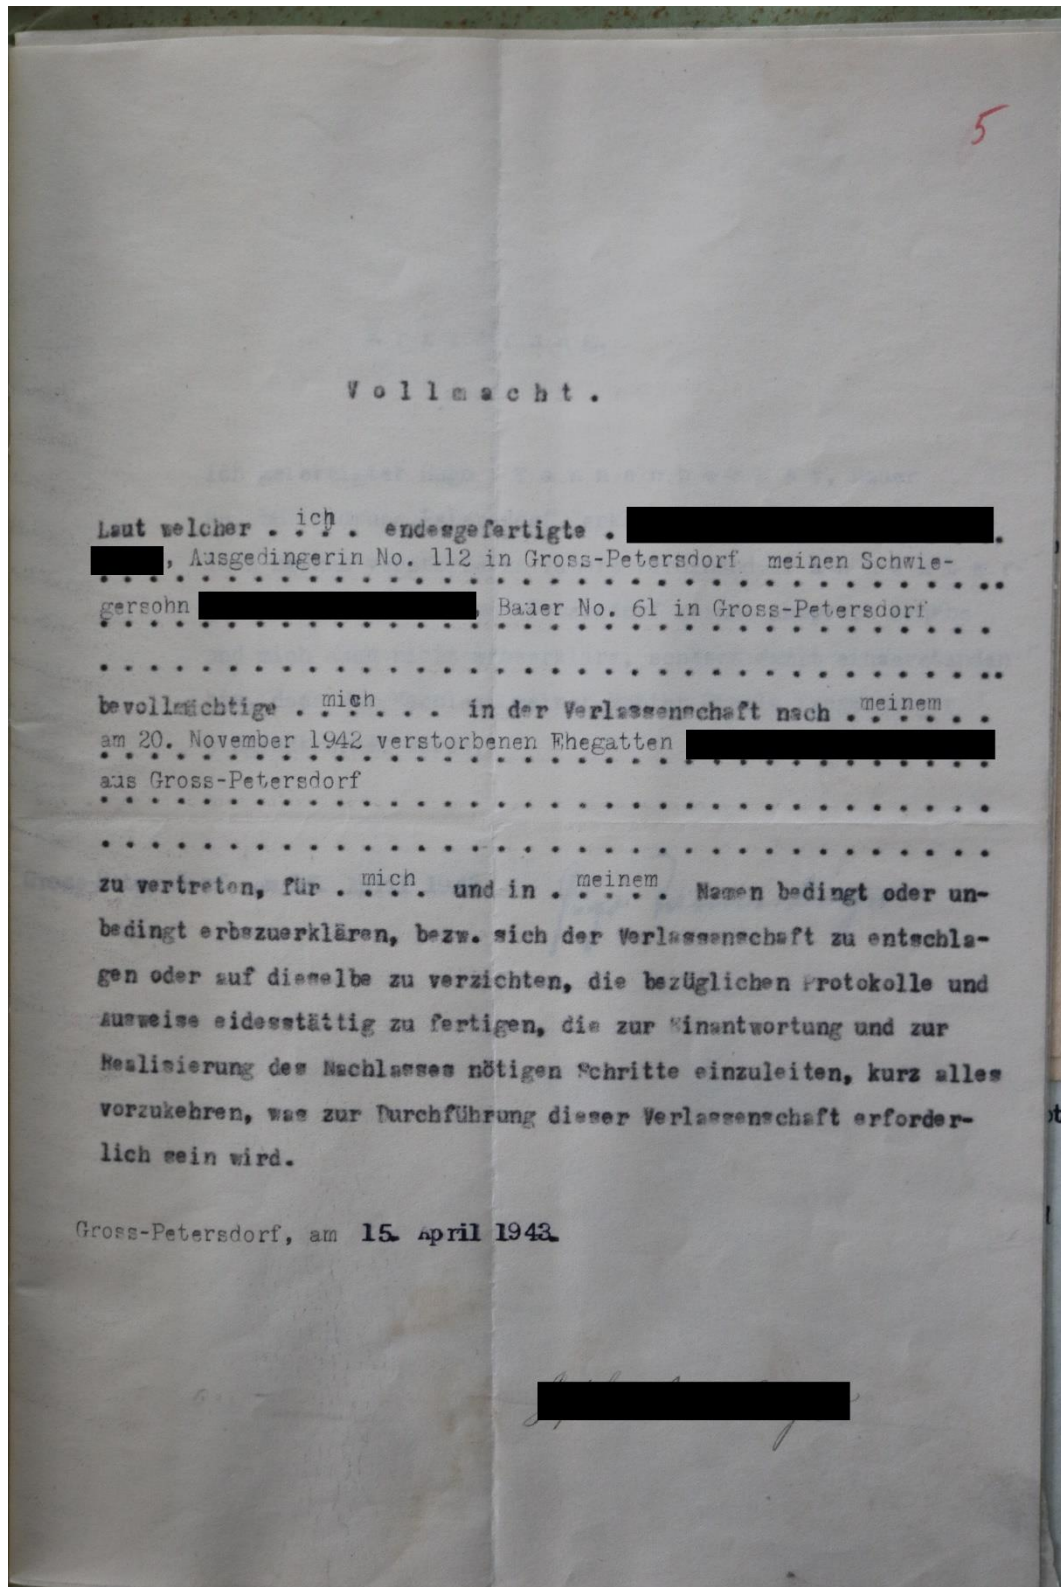 5
Vollmacht.
Laut welcher . ich . endesgefertigte .
, Ausgedingerin No. 112 in Gross-Petersdorf meinen Schwie-
gersohn , Bauer No. 61 in Gross-Petersdorf
bevollmächtige . mich . . . in der Verlassenschaft nach . meinem
am 20. November 1942 verstorbenen Ehegatten
aus Gross-Petersdorf
zu vertreten, für . mich . und in . meinem . Namen bedingt oder un-
bedingt erbszuerklären, bezw. sich der Verlassenschaft zu entschla-
gen oder auf dieselbe zu verzichten, die bezüglichen Protokolle und
Ausweise eidesstättig zu fertigen, die zur Einantwortung und zur
Realisierung des Nachlasses nötigen Schritte einzuleiten, kurz alles
vorzukehren, was zur Durchführung dieser Verlassenschaft erforder-
lich sein wird.
Gross-Petersdorf, am 15. April 1943.